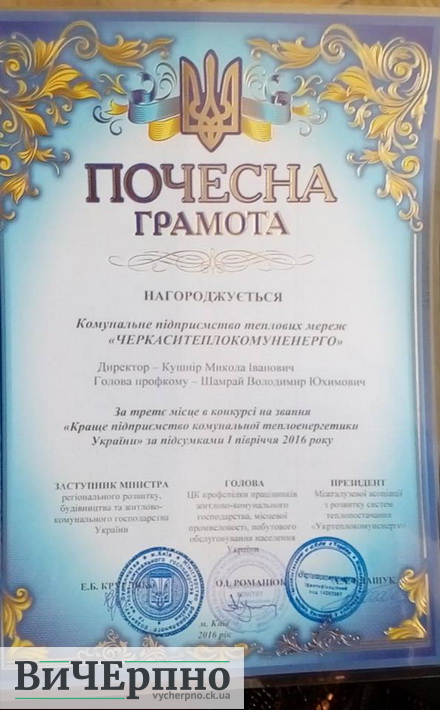 ПОЧЕСНА
ГРАМОТА
НАГОРОДЖУЄТЬСЯ
Комунальне підприємство теплових мереж
«ЧЕРКАСИТЕПЛОКОМУНЕНЕРГО»
Директор – Кушнір Микола Іванович
Голова профкому – Шамрай Володимир Юхимович
За третє місце в конкурсі на звання
«Краще підприємство комунальної теплоенергетики
України» за підсумками І півріччя 2016 року
ЗАСТУПНИК МІНІСТРА
регіонального розвитку,
будівництва та житлово-
комунального господарства
України
Е.Б.
ГОЛОВА
ЦК профспілки працівників
житлово-комунального
господарства, місцевої
промисловості, побутового
обслуговування населення
України
О.І. РОМАНЮК
ПРЕЗИДЕНТ
Міжгалузевої асоціації
з розвитку систем
теплопостачання
«Укртеплокомуненерго»
м. Київ
2016 рік
ВиЧЕрпно
vycherpno.ck.ua